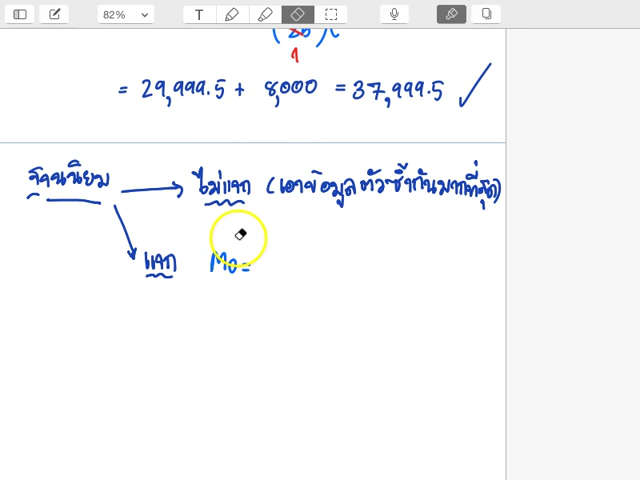 82%
T
(20)(
1
= 29,999.5 + 8,000 = 37,999.5 ✓
ฐานนิยม → ไม่แจก (เอาข้อมูลตัวซ้ำกันมากที่สุด)
แจก Mo=